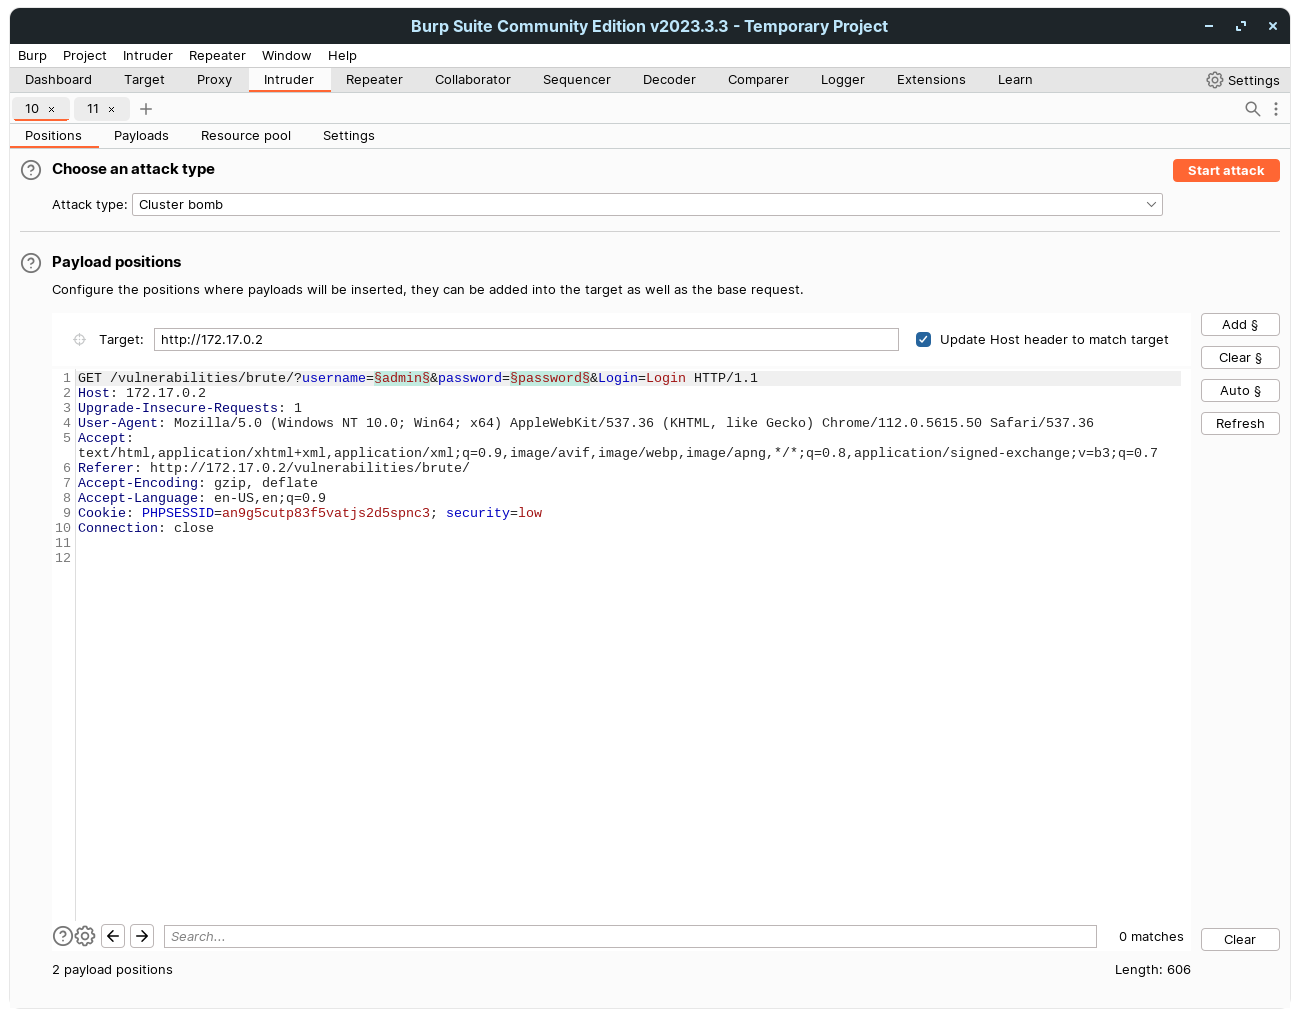 Burp Suite Community Edition v2023.3.3 - Temporary Project
Burp Project Intruder Repeater Window Help
Dashboard Target Proxy Intruder Repeater Collaborator Sequencer Decoder Comparer Logger Extensions Learn Settings
10 × 11 × +
Positions Payloads Resource pool Settings
Choose an attack type
Start attack
Attack type: Cluster bomb
Payload positions
Configure the positions where payloads will be inserted, they can be added into the target as well as the base request.
Target: http://172.17.0.2 Update Host header to match target
Add §
Clear §
Auto §
Refresh
1 GET /vulnerabilities/brute/?username=§admin§&password=§password§&Login=Login HTTP/1.1
2 Host: 172.17.0.2
3 Upgrade-Insecure-Requests: 1
4 User-Agent: Mozilla/5.0 (Windows NT 10.0; Win64; x64) AppleWebKit/537.36 (KHTML, like Gecko) Chrome/112.0.5615.50 Safari/537.36
5 Accept:
text/html,application/xhtml+xml,application/xml;q=0.9,image/avif,image/webp,image/apng,*/*;q=0.8,application/signed-exchange;v=b3;q=0.7
6 Referer: http://172.17.0.2/vulnerabilities/brute/
7 Accept-Encoding: gzip, deflate
8 Accept-Language: en-US,en;q=0.9
9 Cookie: PHPSESSID=an9g5cutp83f5vatjs2d5spnc3; security=low
10 Connection: close
11
12
Search...
0 matches
Clear
2 payload positions
Length: 606